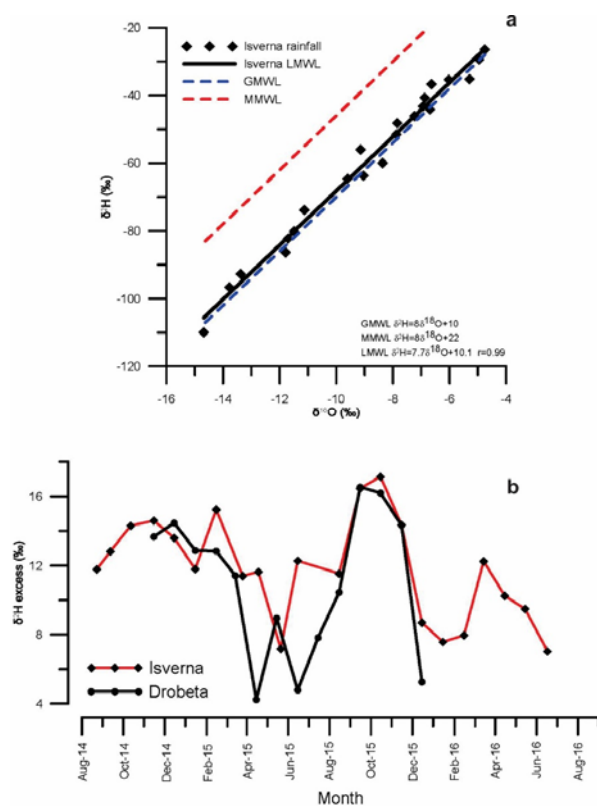 a
-20
Isverna rainfall
Isverna LMWL
GMWL
MMWL
-40
-60
-80
-100
-120
δ²H (‰)
GMWL δ²H=8δ¹⁸O+10
MMWL δ²H=8δ¹⁸O+22
LMWL δ²H=7.7δ¹⁸O+10.1 r=0.99
-16 -14 -12 -10 -8 -6 -4
δ¹⁸O (‰)
b
16
12
8
4
δ²H excess (‰)
Isverna
Drobeta
Aug-14 Oct-14 Dec-14 Feb-15 Apr-15 Jun-15 Aug-15 Oct-15 Dec-15 Feb-16 Apr-16 Jun-16 Aug-16
Month